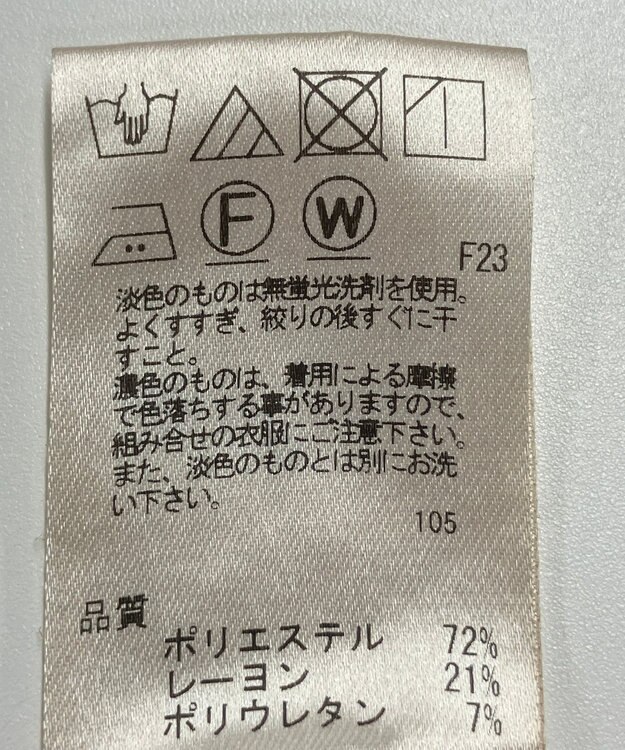 F W
F23
淡色のものは無蛍光洗剤を使用。
よくすすぎ、絞りの後すぐに干
すこと。
濃色のものは、着用による摩擦
で色落ちする事がありますので、
組み合せの衣服にご注意下さい。
また、淡色のものとは別にお洗
い下さい。
105
品質
ポリエステル 72%
レーヨン 21%
ポリウレタン 7%